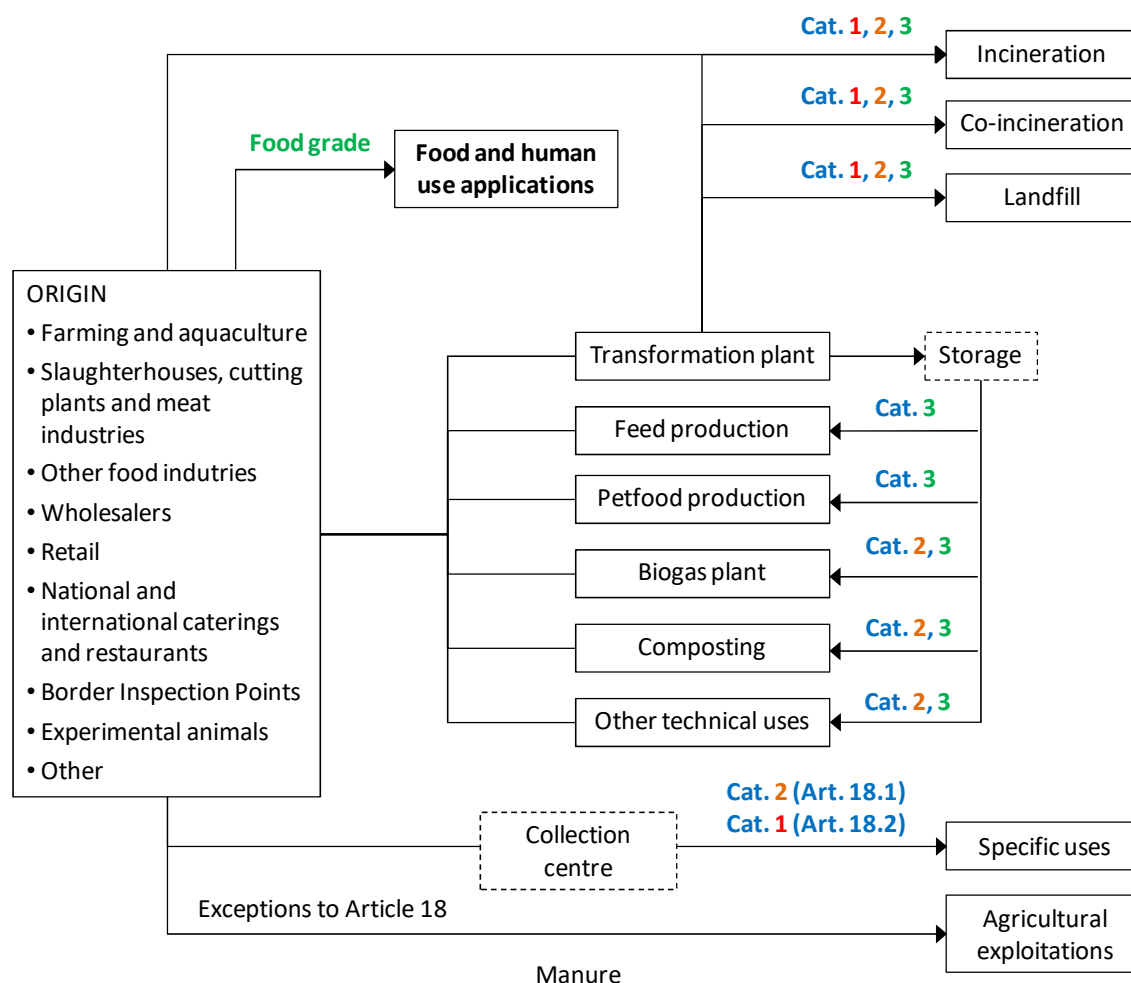 Cat. 1, 2, 3
Incineration
Cat. 1, 2, 3
Co-incineration
Food grade
Food and human
use applications
Cat. 1, 2, 3
Landfill
ORIGIN
• Farming and aquaculture
• Slaughterhouses, cutting
plants and meat
industries
• Other food indutries
• Wholesalers
• Retail
• National and
international caterings
and restaurants
• Border Inspection Points
• Experimental animals
• Other
Transformation plant
Storage
Cat. 3
Feed production
Cat. 3
Petfood production
Cat. 2, 3
Biogas plant
Cat. 2, 3
Composting
Cat. 2, 3
Other technical uses
Collection
centre
Cat. 2 (Art. 18.1)
Cat. 1 (Art. 18.2)
Specific uses
Exceptions to Article 18
Agricultural
exploitations
Manure